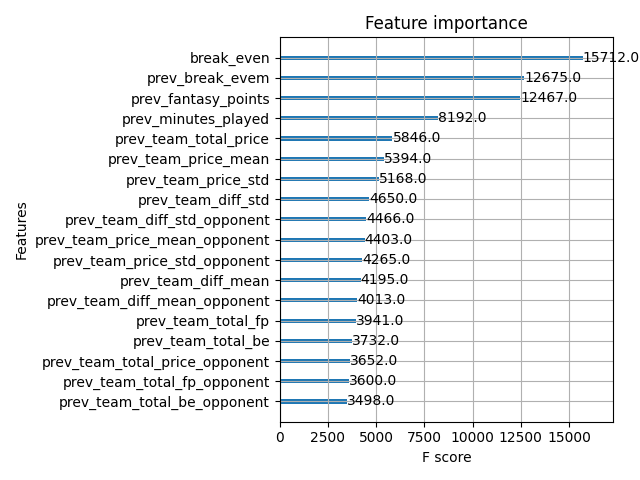 Feature importance
break_even 15712.0
prev_break_evem 12675.0
prev_fantasy_points 12467.0
prev_minutes_played 8192.0
prev_team_total_price 5846.0
prev_team_price_mean 5394.0
prev_team_price_std 5168.0
prev_team_diff_std 4650.0
prev_team_diff_std_opponent 4466.0
prev_team_price_mean_opponent 4403.0
prev_team_price_std_opponent 4265.0
prev_team_diff_mean 4195.0
prev_team_diff_mean_opponent 4013.0
prev_team_total_fp 3941.0
prev_team_total_be 3732.0
prev_team_total_price_opponent 3652.0
prev_team_total_fp_opponent 3600.0
prev_team_total_be_opponent 3498.0
Features
0 2500 5000 7500 10000 12500 15000
F score